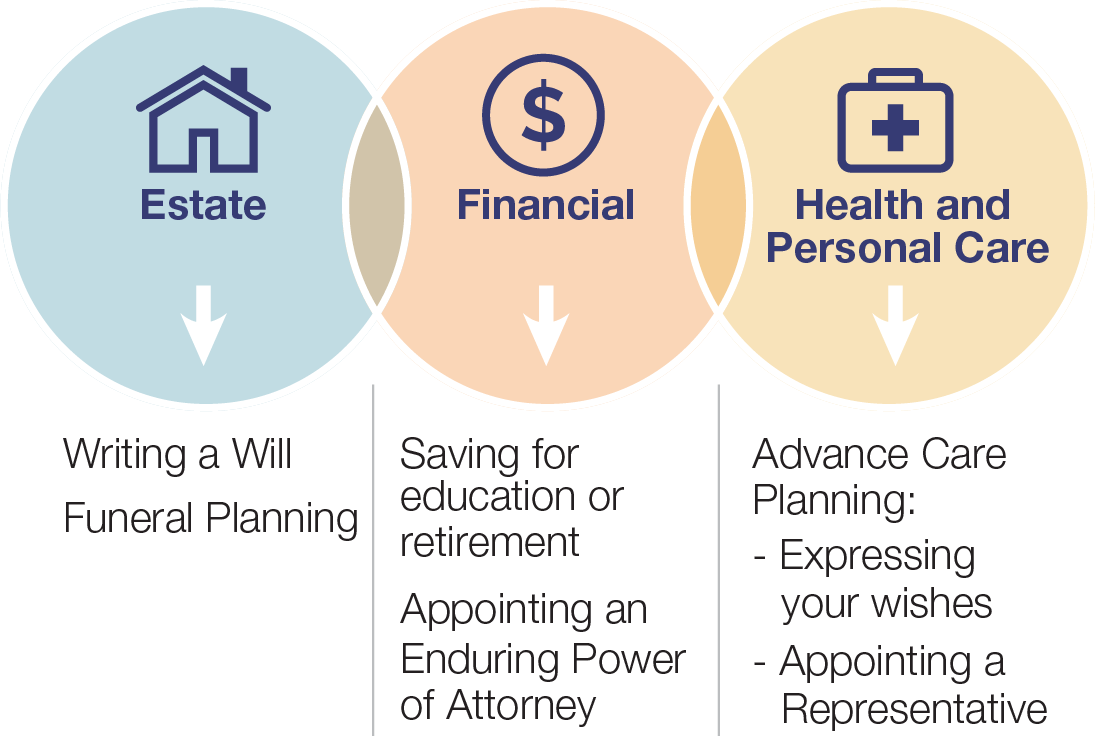 Estate
Writing a Will
Funeral Planning
$
Financial
Saving for
education or
retirement
Appointing an
Enduring Power
of Attorney
Health and
Personal Care
Advance Care
Planning:
- Expressing
your wishes
- Appointing a
Representative